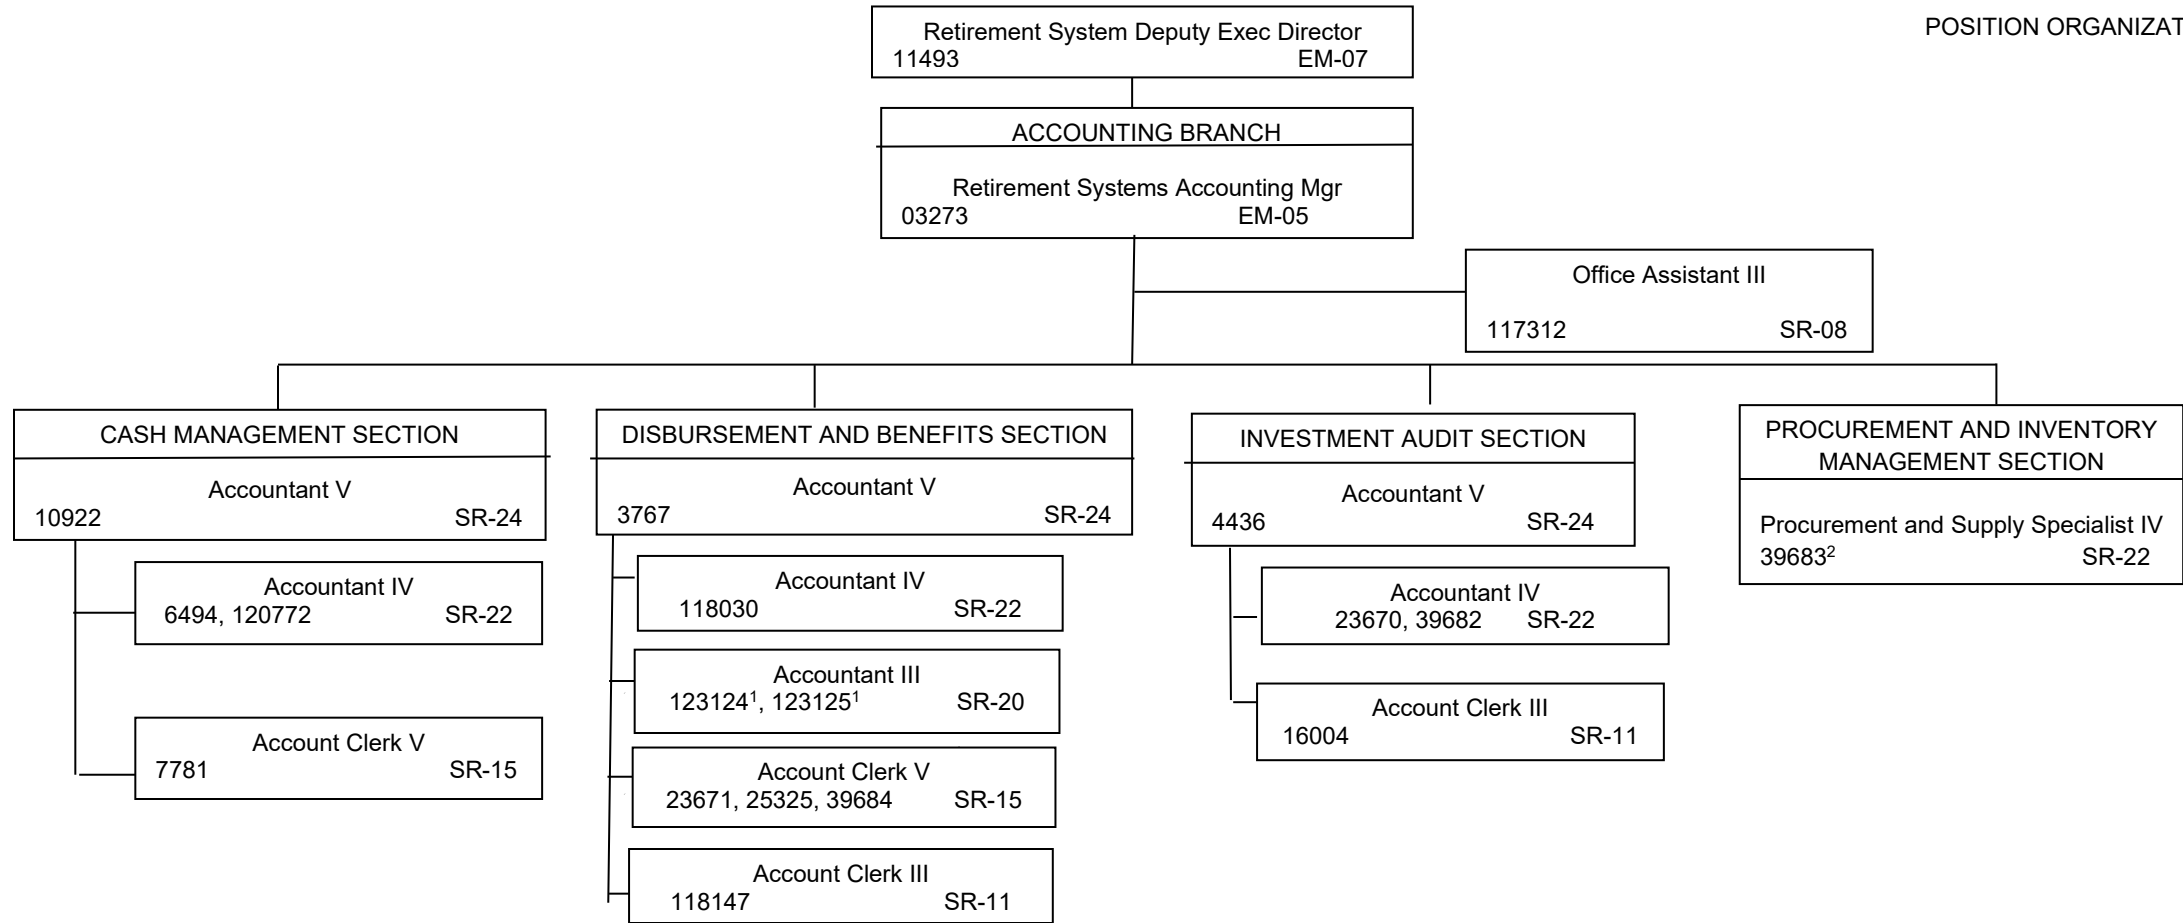 POSITION ORGANIZAT
Retirement System Deputy Exec Director
11493 EM-07
ACCOUNTING BRANCH
Retirement Systems Accounting Mgr
03273 EM-05
Office Assistant III
117312 SR-08
CASH MANAGEMENT SECTION
Accountant V
10922 SR-24
Accountant IV
6494, 120772 SR-22
Account Clerk V
7781 SR-15
DISBURSEMENT AND BENEFITS SECTION
Accountant V
3767 SR-24
Accountant IV
118030 SR-22
Accountant III
123124¹, 123125¹ SR-20
Account Clerk V
23671, 25325, 39684 SR-15
Account Clerk III
118147 SR-11
INVESTMENT AUDIT SECTION
Accountant V
4436 SR-24
Accountant IV
23670, 39682 SR-22
Account Clerk III
16004 SR-11
PROCUREMENT AND INVENTORY
MANAGEMENT SECTION
Procurement and Supply Specialist IV
39683² SR-22